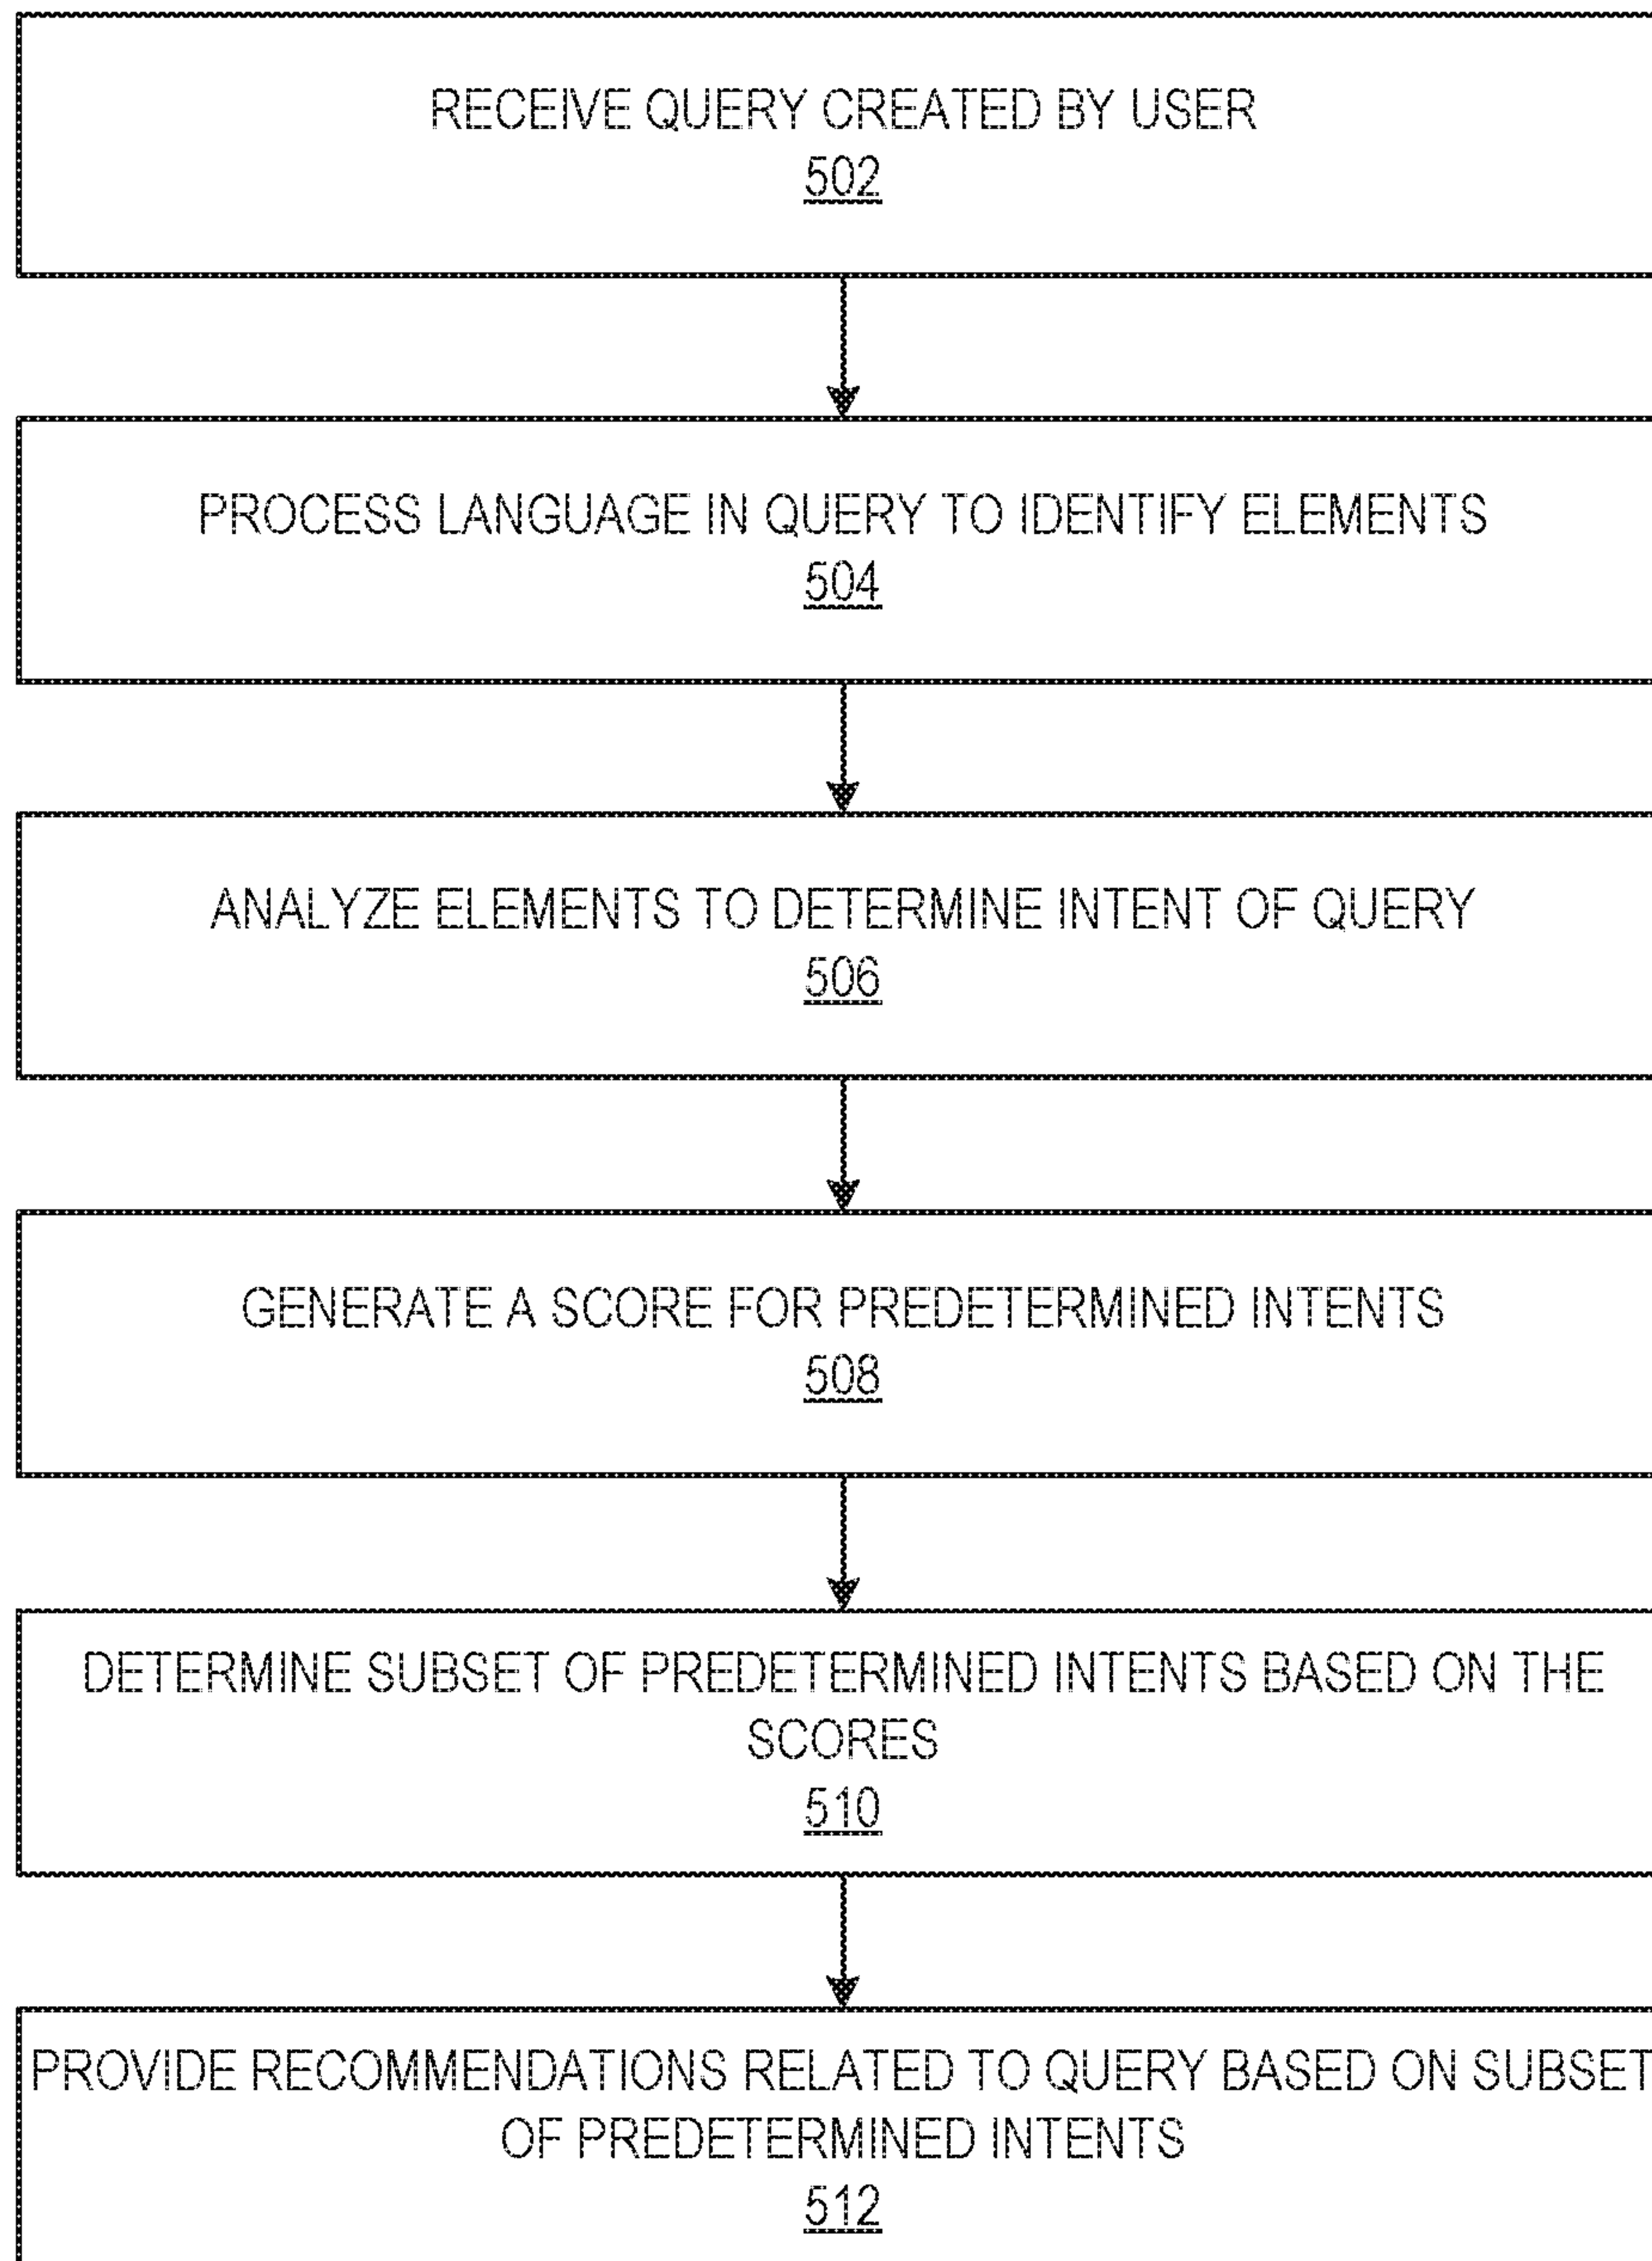 RECEIVE QUERY CREATED BY USER
502
PROCESS LANGUAGE IN QUERY TO IDENTIFY ELEMENTS
504
ANALYZE ELEMENTS TO DETERMINE INTENT OF QUERY
506
GENERATE A SCORE FOR PREDETERMINED INTENTS
508
DETERMINE SUBSET OF PREDETERMINED INTENTS BASED ON THE
SCORES
510
PROVIDE RECOMMENDATIONS RELATED TO QUERY BASED ON SUBSET
OF PREDETERMINED INTENTS
512